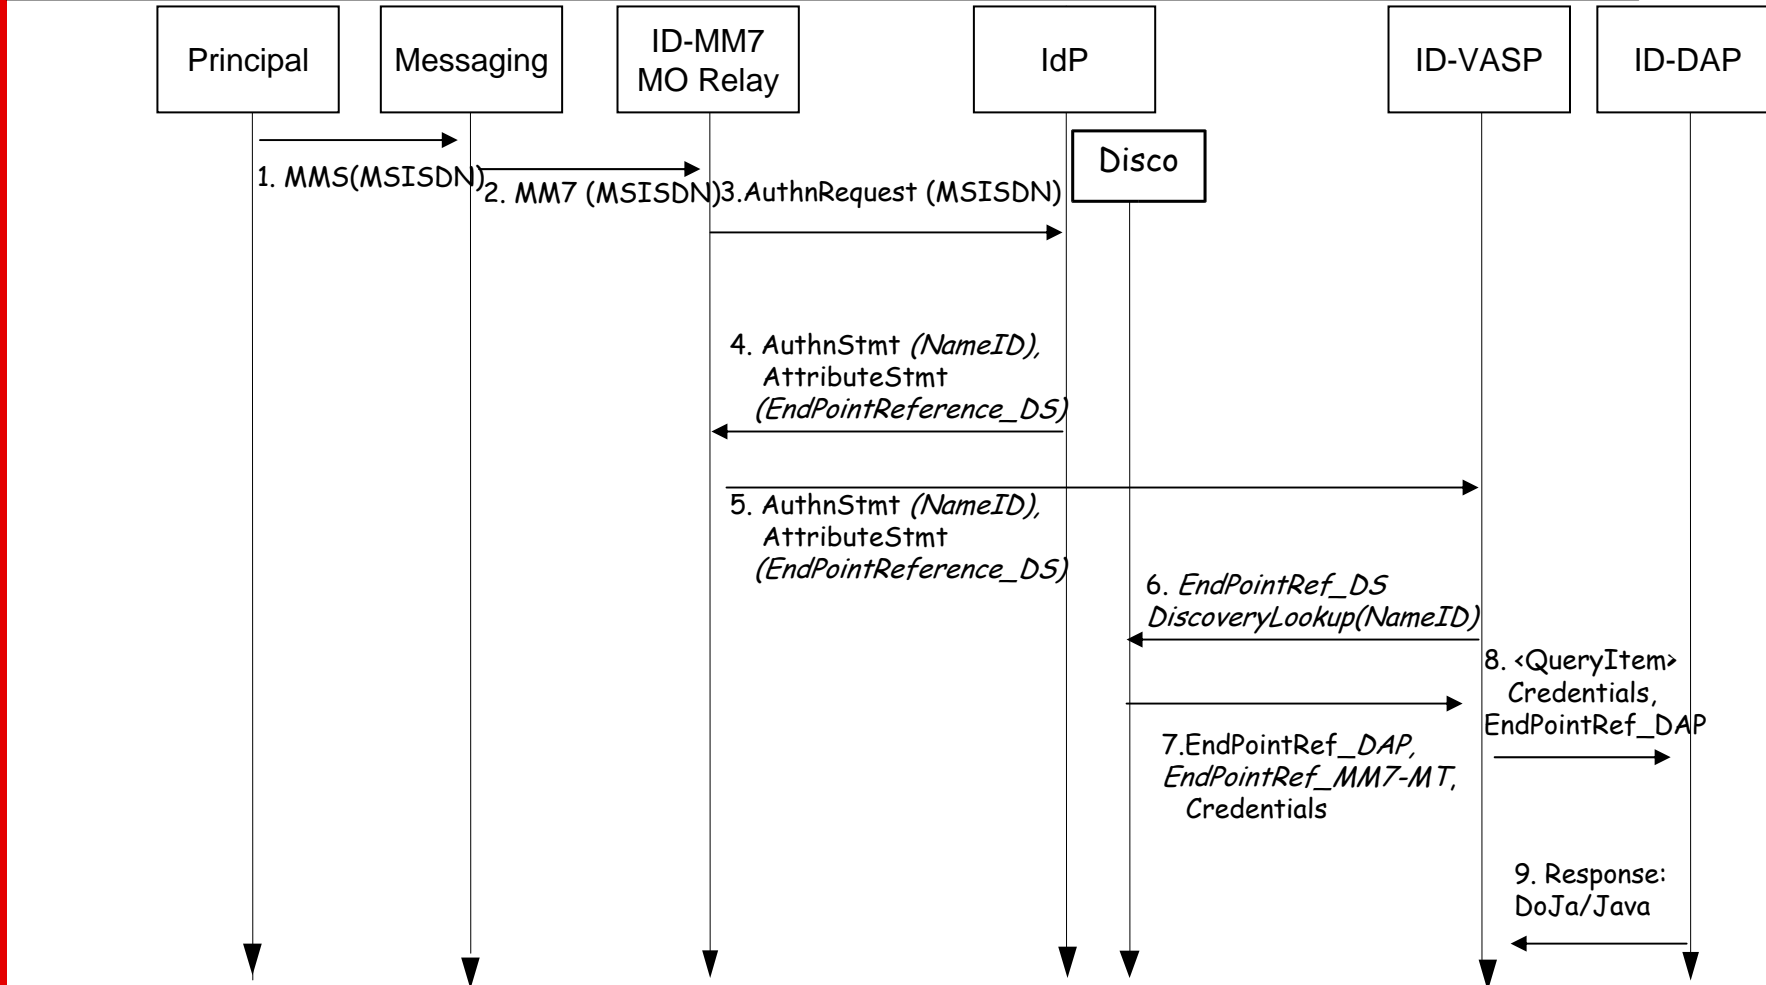 Principal
Messaging
ID-MM7
MO Relay
IdP
ID-VASP
ID-DAP
Disco
1. MMS(MSISDN)
2. MM7 (MSISDN)
3.AuthnRequest (MSISDN)
4. AuthnStmt (NameID),
AttributeStmt
(EndPointReference_DS)
5. AuthnStmt (NameID),
AttributeStmt
(EndPointReference_DS)
6. EndPointRef_DS
DiscoveryLookup(NameID)
7.EndPointRef_DAP,
EndPointRef_MM7-MT,
Credentials
8. <QueryItem>
Credentials,
EndPointRef_DAP
9. Response:
DoJa/Java